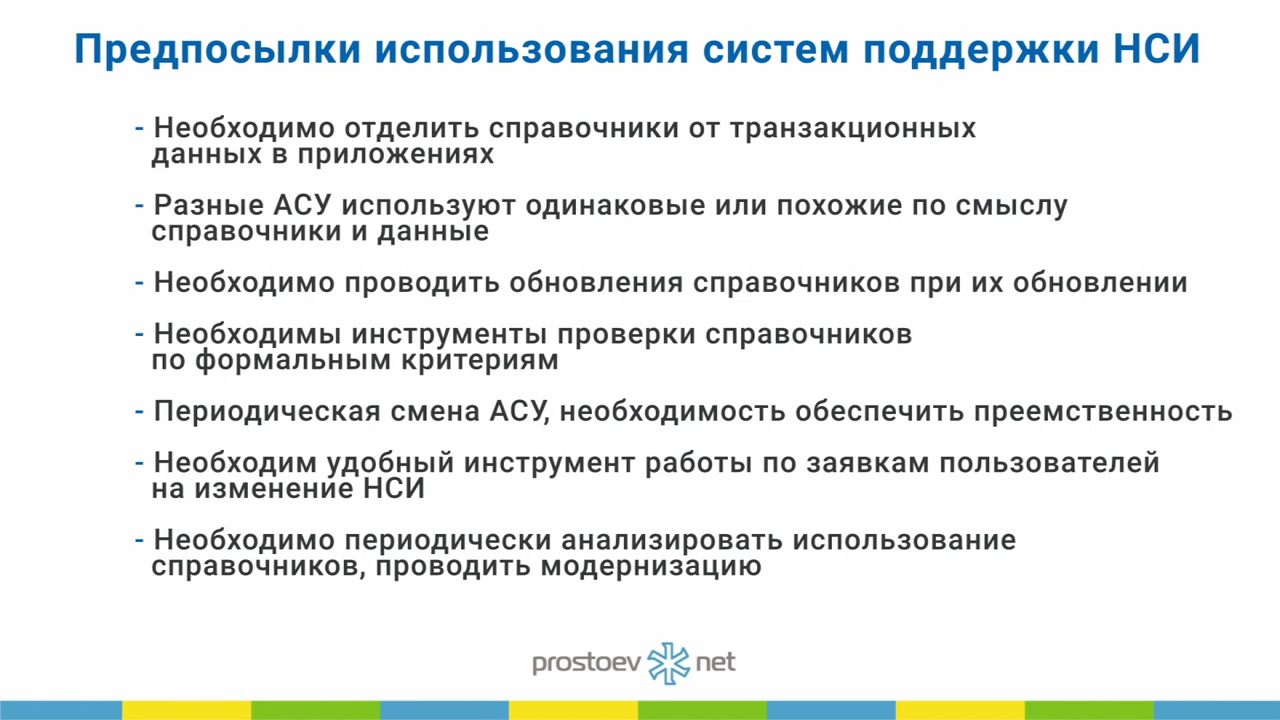 Предпосылки использования систем поддержки НСИ
- Необходимо отделить справочники от транзакционных
данных в приложениях
- Разные АСУ используют одинаковые или похожие по смыслу
справочники и данные
- Необходимо проводить обновления справочников при их обновлении
- Необходимы инструменты проверки справочников
по формальным критериям
- Периодическая смена АСУ, необходимость обеспечить преемственность
- Необходим удобный инструмент работы по заявкам пользователей
на изменение НСИ
- Необходимо периодически анализировать использование
справочников, проводить модернизацию
prostoev net